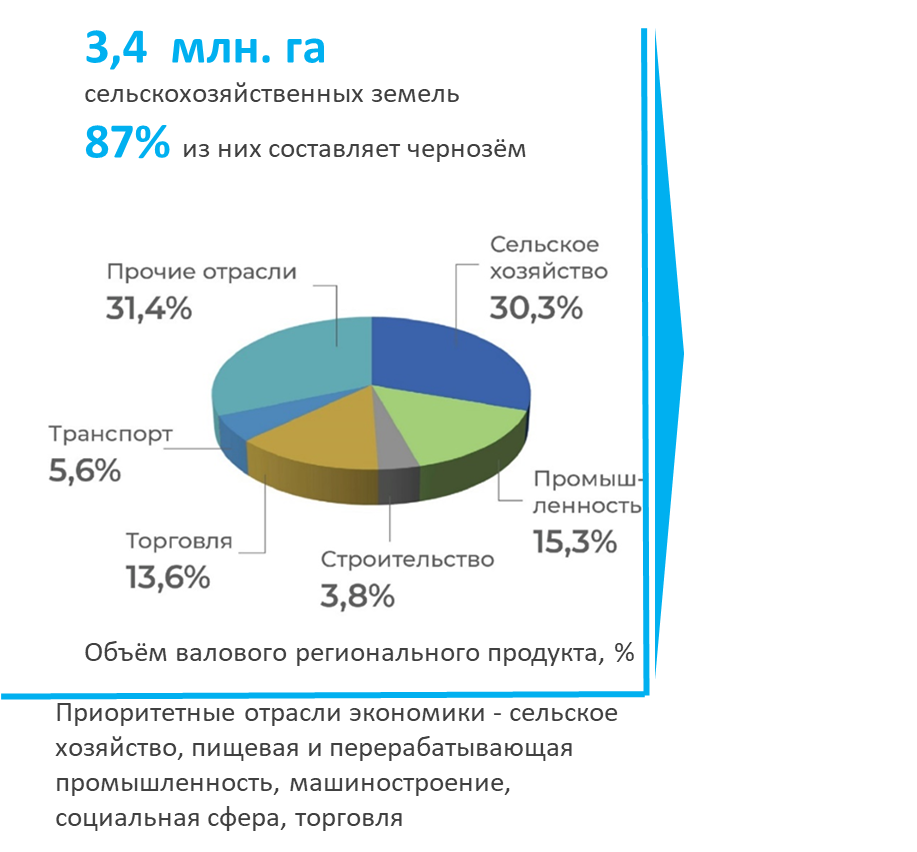 3,4 млн. га
сельскохозяйственных земель
87% из них составляет чернозём
Сельское
хозяйство
30,3%
Прочие отрасли
31,4%
Транспорт
5,6%
Промыш-
ленность
15,3%
Торговля
13,6%
Строительство
3,8%
Объём валового регионального продукта, %
Приоритетные отрасли экономики - сельское
хозяйство, пищевая и перерабатывающая
промышленность, машиностроение,
социальная сфера, торговля